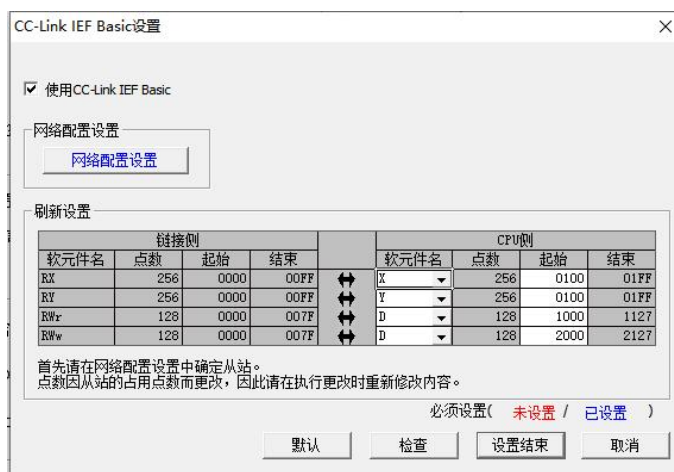 CC-Link IEF Basic设置
使用CC-Link IEF Basic
网络配置设置
网络配置设置
刷新设置
链接侧 CPU侧
软元件名 点数 起始 结束 软元件名 点数 起始 结束
RX 256 0000 00FF X 256 0100 01FF
RY 256 0000 00FF Y 256 0100 01FF
RWr 128 0000 007F D 128 1000 1127
RWw 128 0000 007F D 128 2000 2127
首先请在网络配置设置中确定从站。
点数因从站的占用点数而更改，因此请在执行更改时重新修改内容。
必须设置( 未设置 / 已设置 )
默认 检查 设置结束 取消